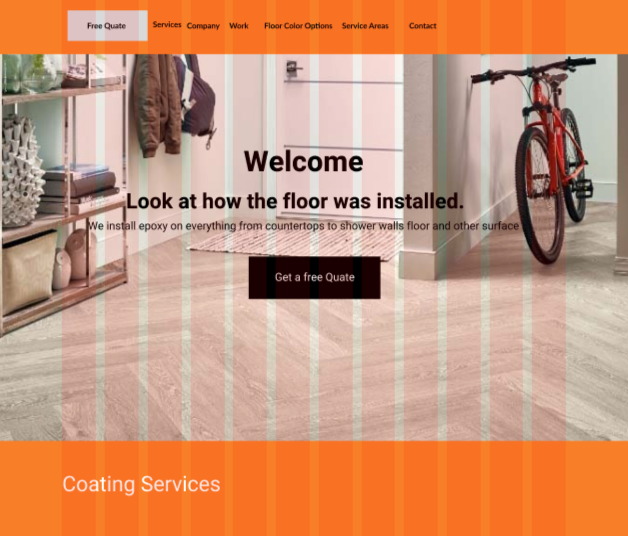 Free Quate Services Company Work Floor Color Options Service Areas Contact
Welcome
Look at how the floor was installed.
We install epoxy on everything from countertops to shower walls floor and other surface
Get a free Quate
Coating Services